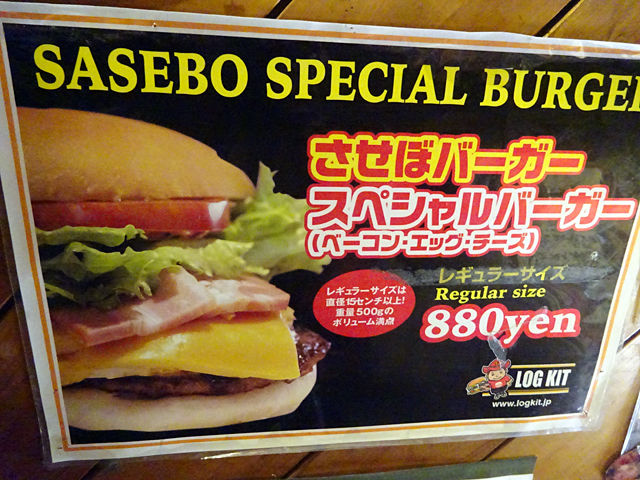 SASEBO SPECIAL BURGER
させぼバーガー
スペシャルバーガー
(ベーコン・エッグ・チーズ)
レギュラーサイズは
直径15センチ以上!
重量500gの
ボリューム満点
レギュラーサイズ
Regular size
880yen
LOG KIT
www.logkit.jp